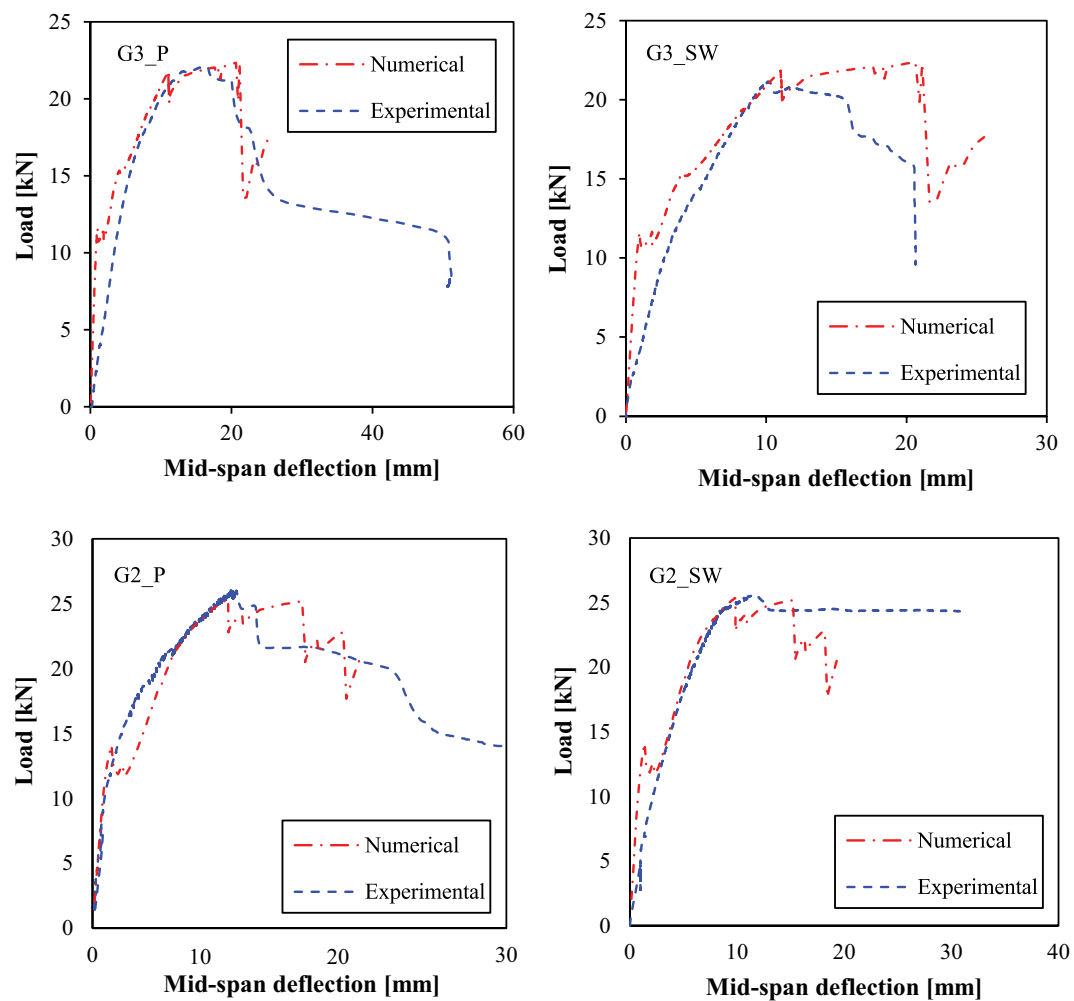 25
20
15
10
5
0
Load [kN]
G3_P
Numerical
Experimental
0 20 40 60
Mid-span deflection [mm]
25
20
15
10
5
0
Load [kN]
G3_SW
Numerical
Experimental
0 10 20 30
Mid-span deflection [mm]
30
25
20
15
10
5
0
Load [kN]
G2_P
Numerical
Experimental
0 10 20 30
Mid-span deflection [mm]
30
25
20
15
10
5
0
Load [kN]
G2_SW
Numerical
Experimental
0 10 20 30 40
Mid-span deflection [mm]